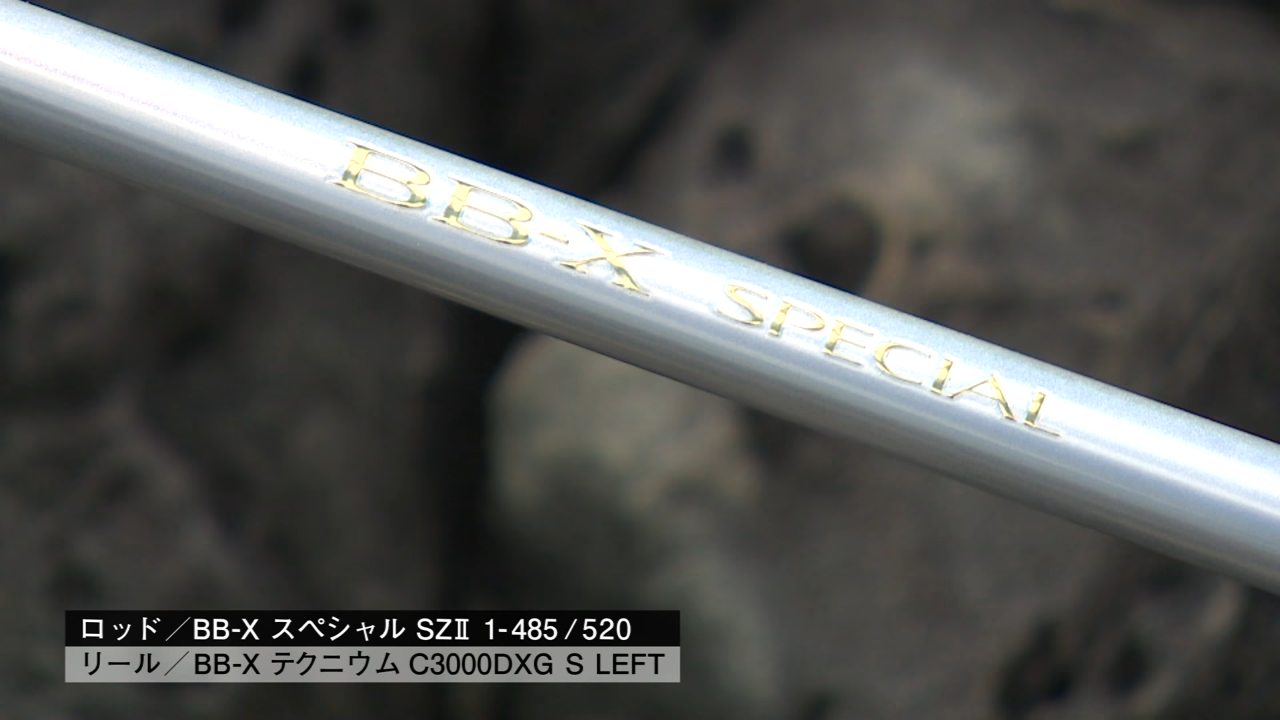 BB-X SPECIAL
ロッド／BB-X スペシャル SZⅡ 1-485/520
リール／BB-X テクニウム C3000DXG S LEFT